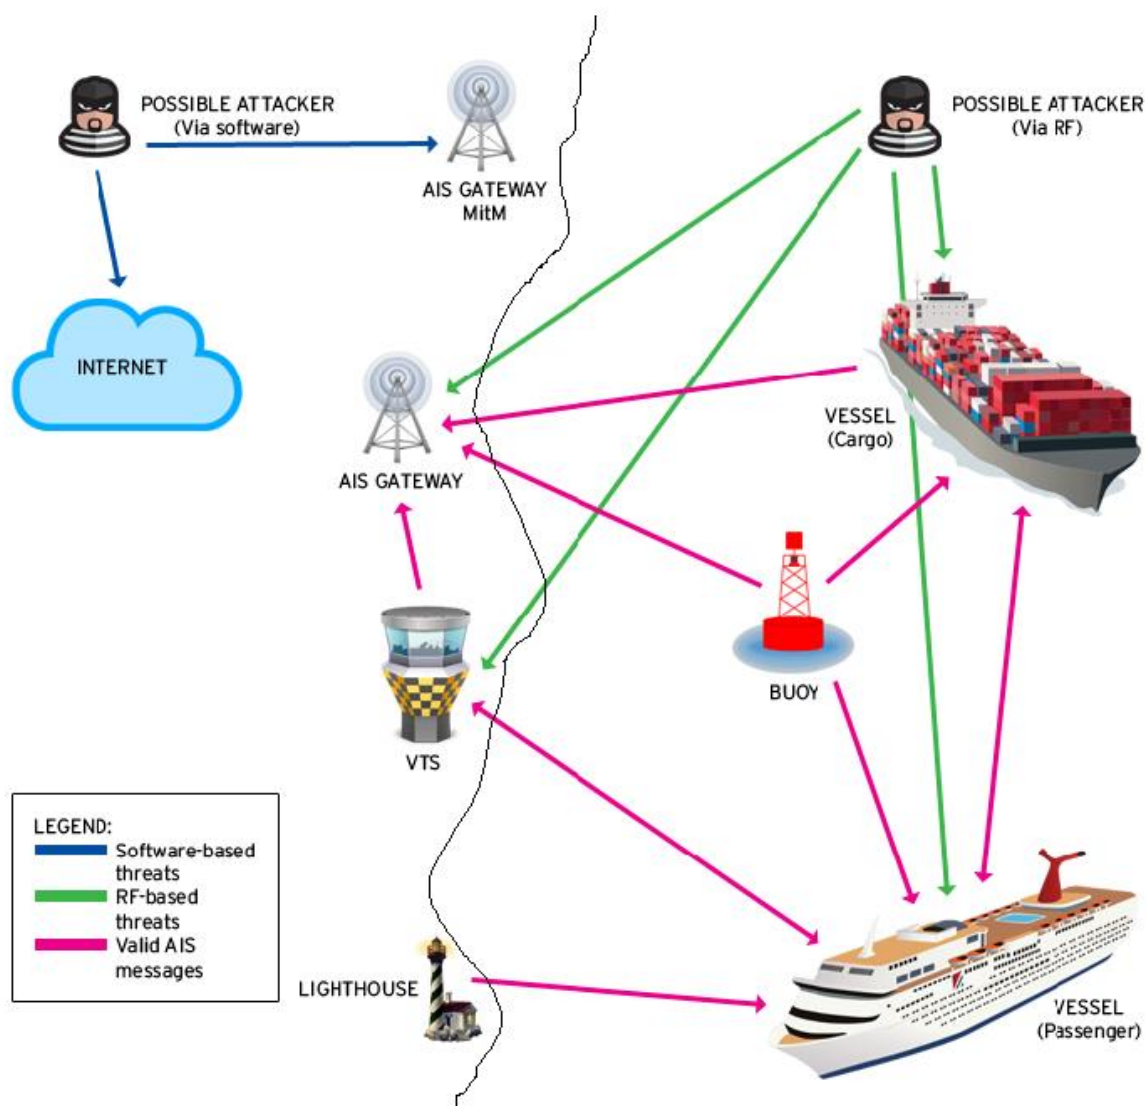 POSSIBLE ATTACKER
(Via software)
AIS GATEWAY
MitM
POSSIBLE ATTACKER
(Via RF)
INTERNET
VESSEL
(Cargo)
AIS GATEWAY
BUOY
VTS
LEGEND:
Software-based
threats
RF-based
threats
Valid AIS
messages
LIGHTHOUSE
VESSEL
(Passenger)